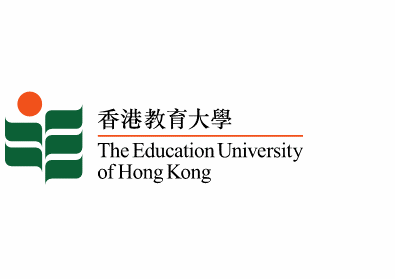 香港教育大學
The Education University
of Hong Kong